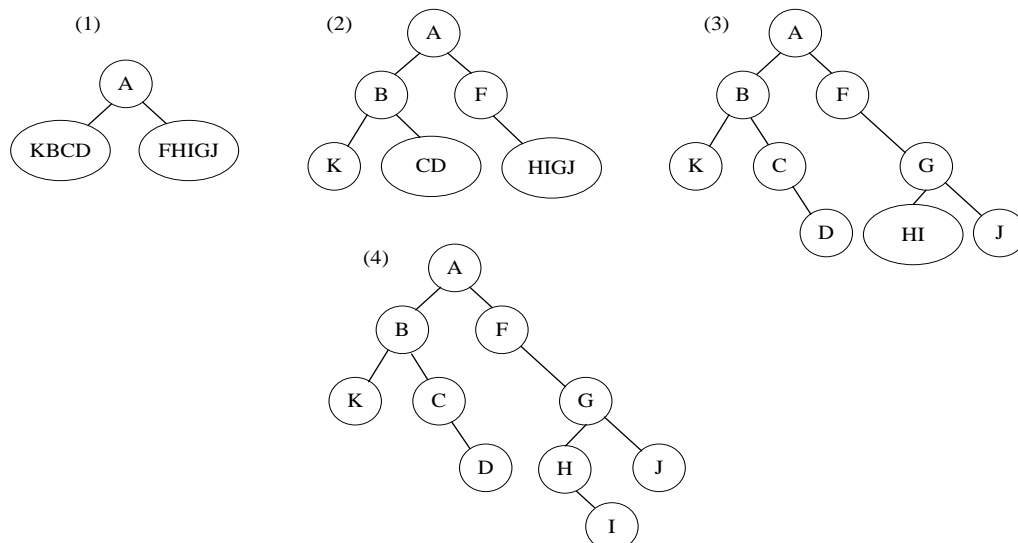 (1)
A
KBCD FHIGJ
(2)
A
B F
K CD HIGJ
(3)
A
B F
K C G
D HI J
(4)
A
B F
K C G
D H J
I